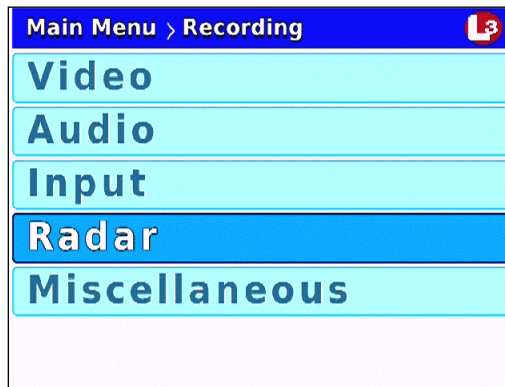 Main Menu > Recording L3
Video
Audio
Input
Radar
Miscellaneous